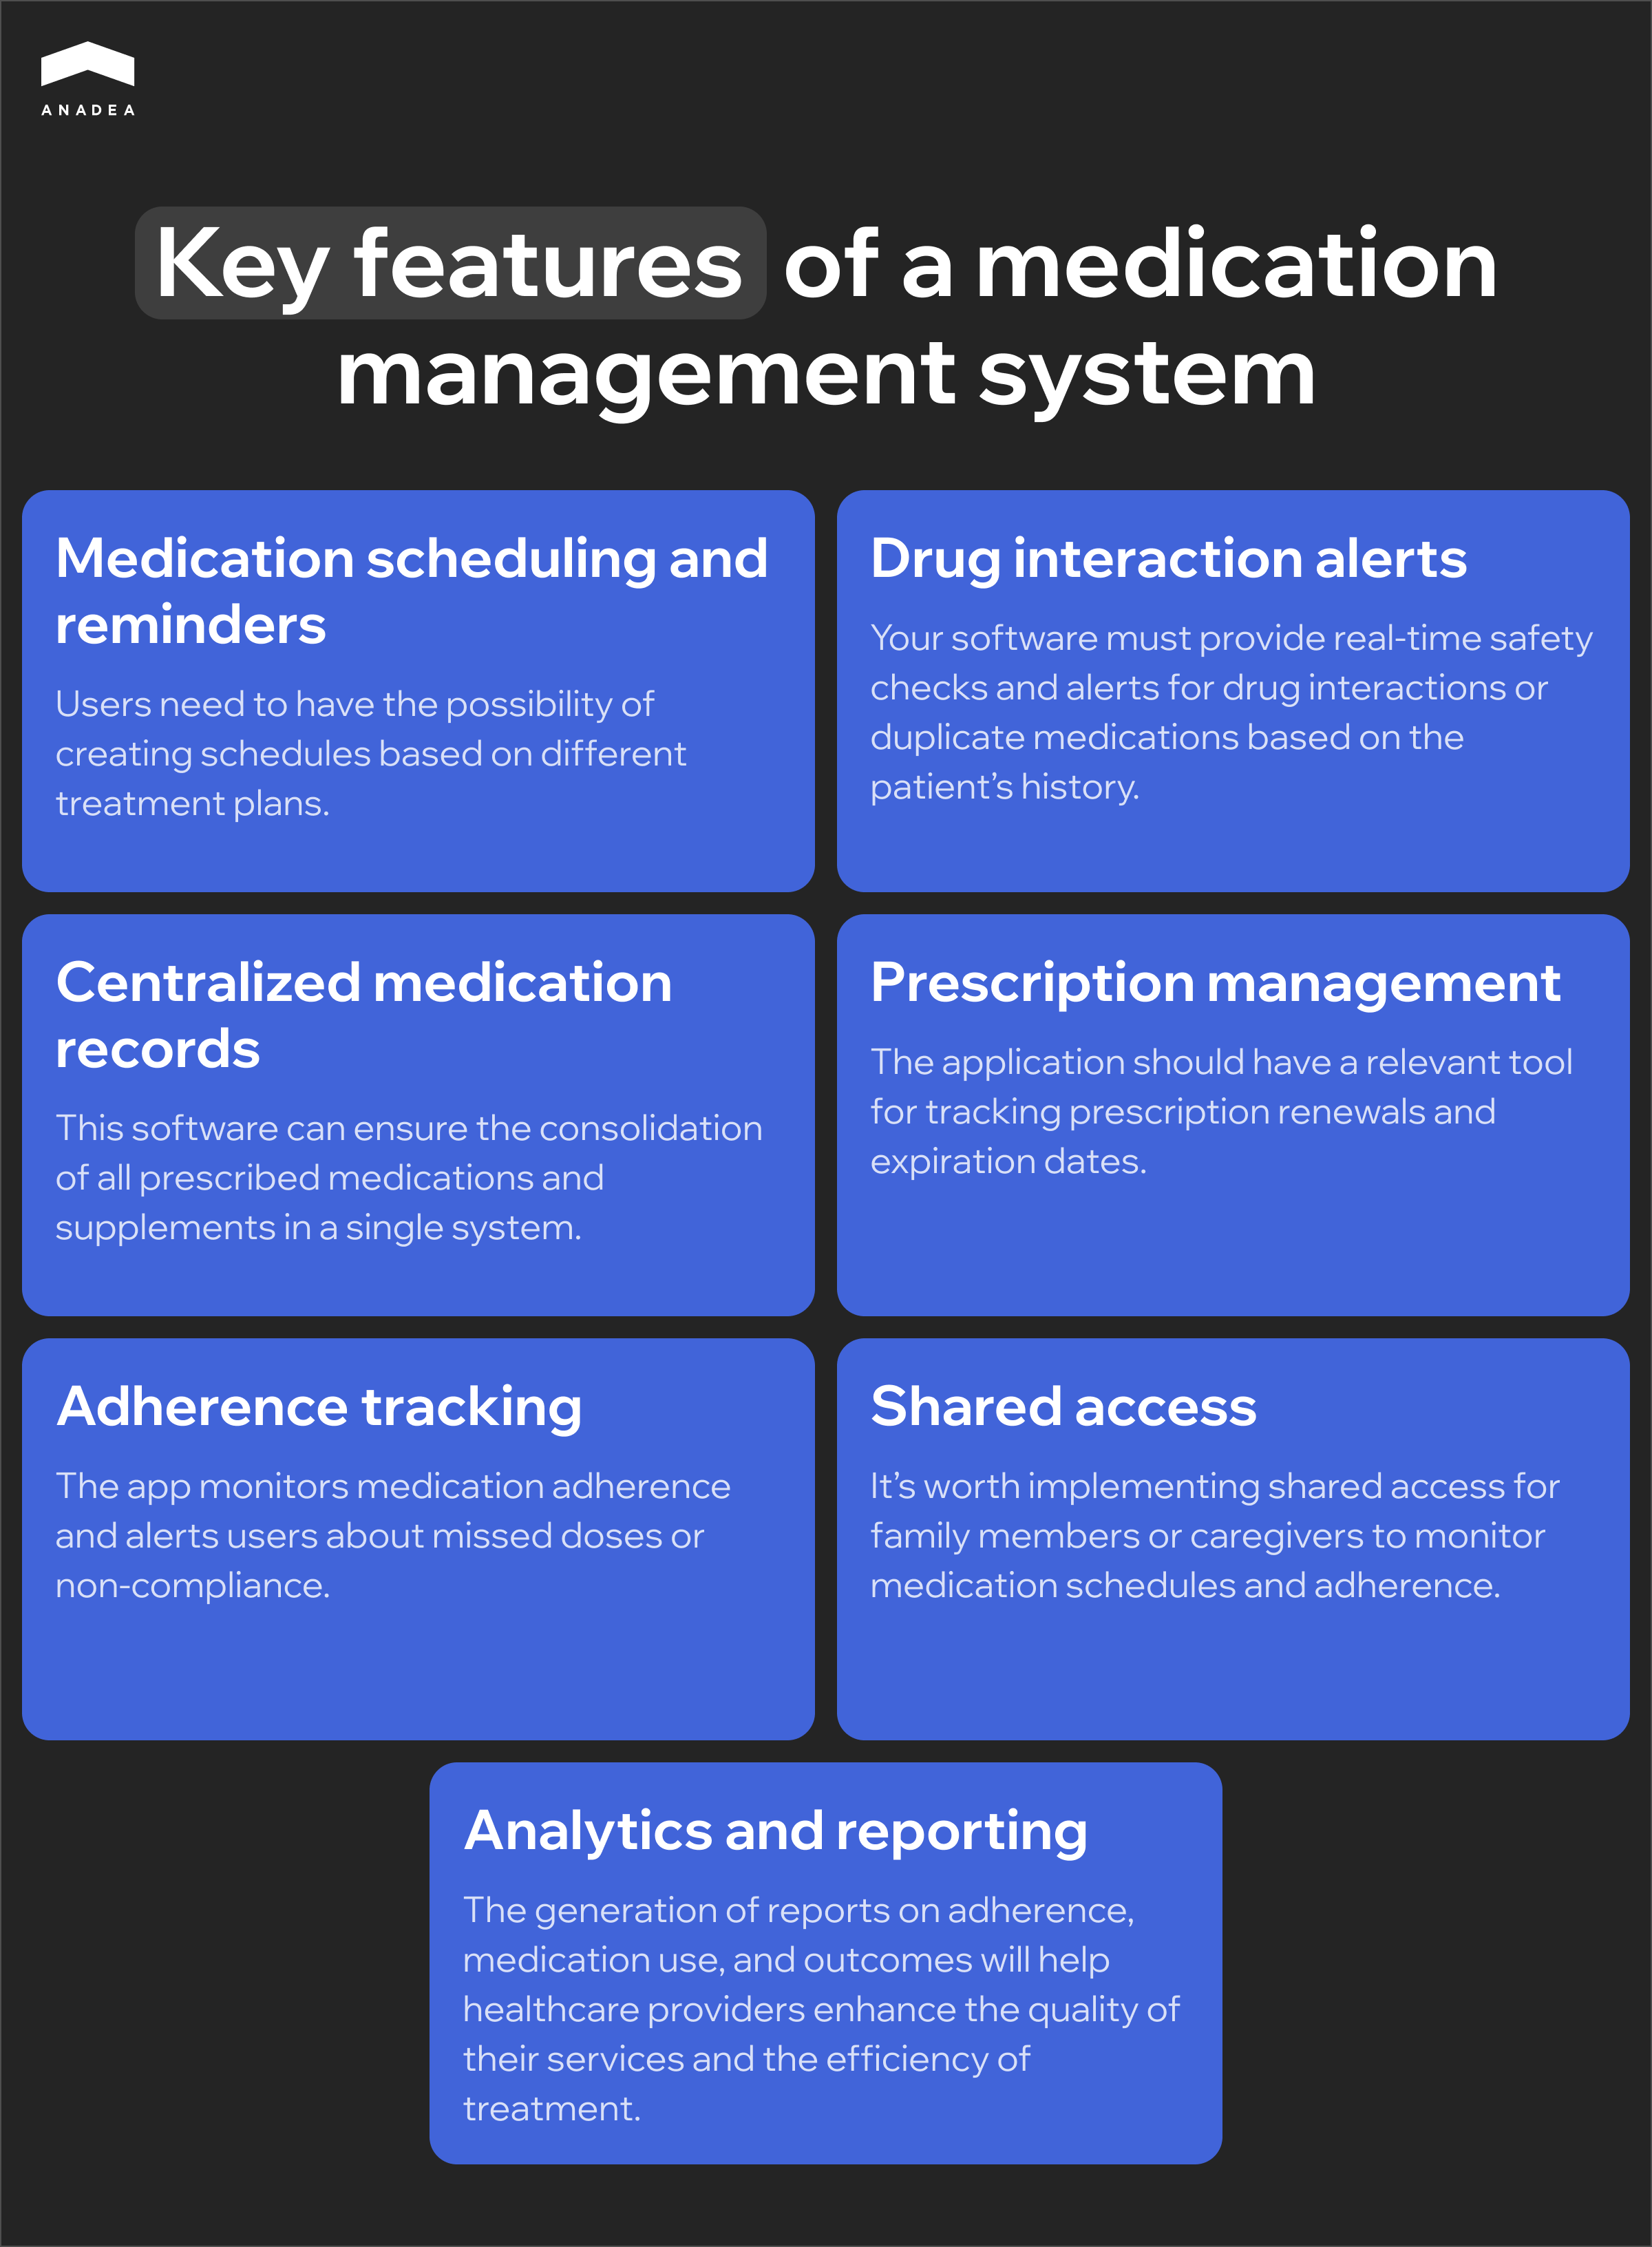 ANADEA
Key features of a medication
management system
Medication scheduling and
reminders
Users need to have the possibility of
creating schedules based on different
treatment plans.
Drug interaction alerts
Your software must provide real-time safety
checks and alerts for drug interactions or
duplicate medications based on the
patient’s history.
Centralized medication
records
This software can ensure the consolidation
of all prescribed medications and
supplements in a single system.
Prescription management
The application should have a relevant tool
for tracking prescription renewals and
expiration dates.
Adherence tracking
The app monitors medication adherence
and alerts users about missed doses or
non-compliance.
Shared access
It’s worth implementing shared access for
family members or caregivers to monitor
medication schedules and adherence.
Analytics and reporting
The generation of reports on adherence,
medication use, and outcomes will help
healthcare providers enhance the quality of
their services and the efficiency of
treatment.